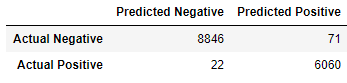 Predicted Negative Predicted Positive
Actual Negative 8846 71
Actual Positive 22 6060